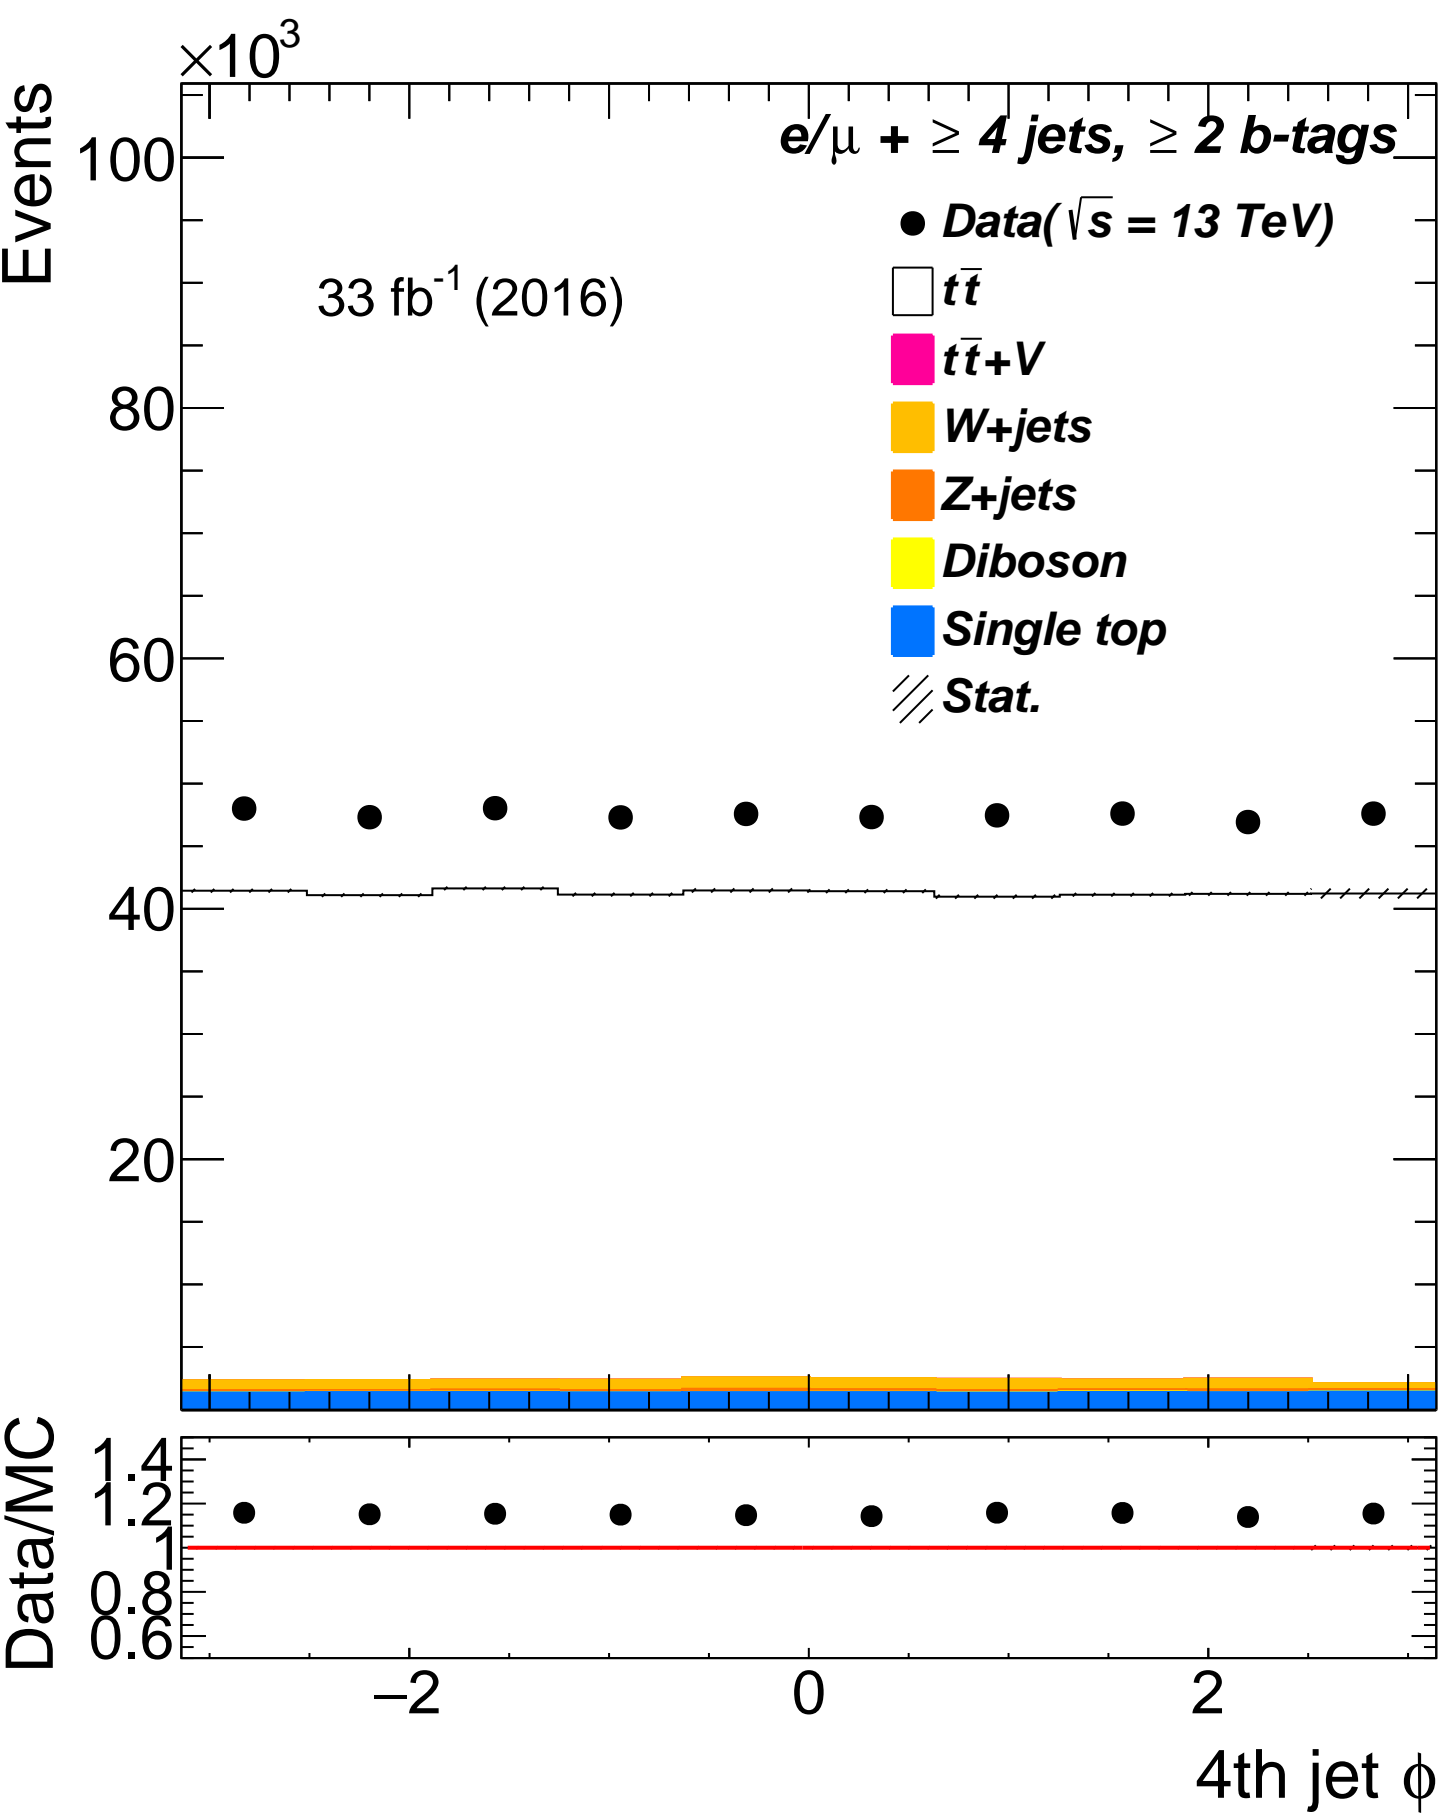 ×10³
Events
100
80
60
40
20
e/μ + ≥ 4 jets, ≥ 2 b-tags
33 fb⁻¹ (2016)
Data(√s = 13 TeV)
tt̅
tt̅+V
W+jets
Z+jets
Diboson
Single top
Stat.
Data/MC
1.4
1.2
1
0.8
0.6
−2 0 2
4th jet ϕ